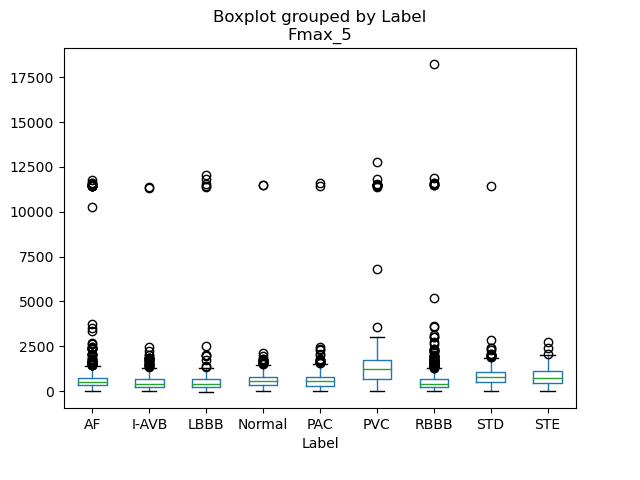 Boxplot grouped by Label
Fmax_5
17500
15000
12500
10000
7500
5000
2500
0
AF I-AVB LBBB Normal PAC PVC RBBB STD STE
Label